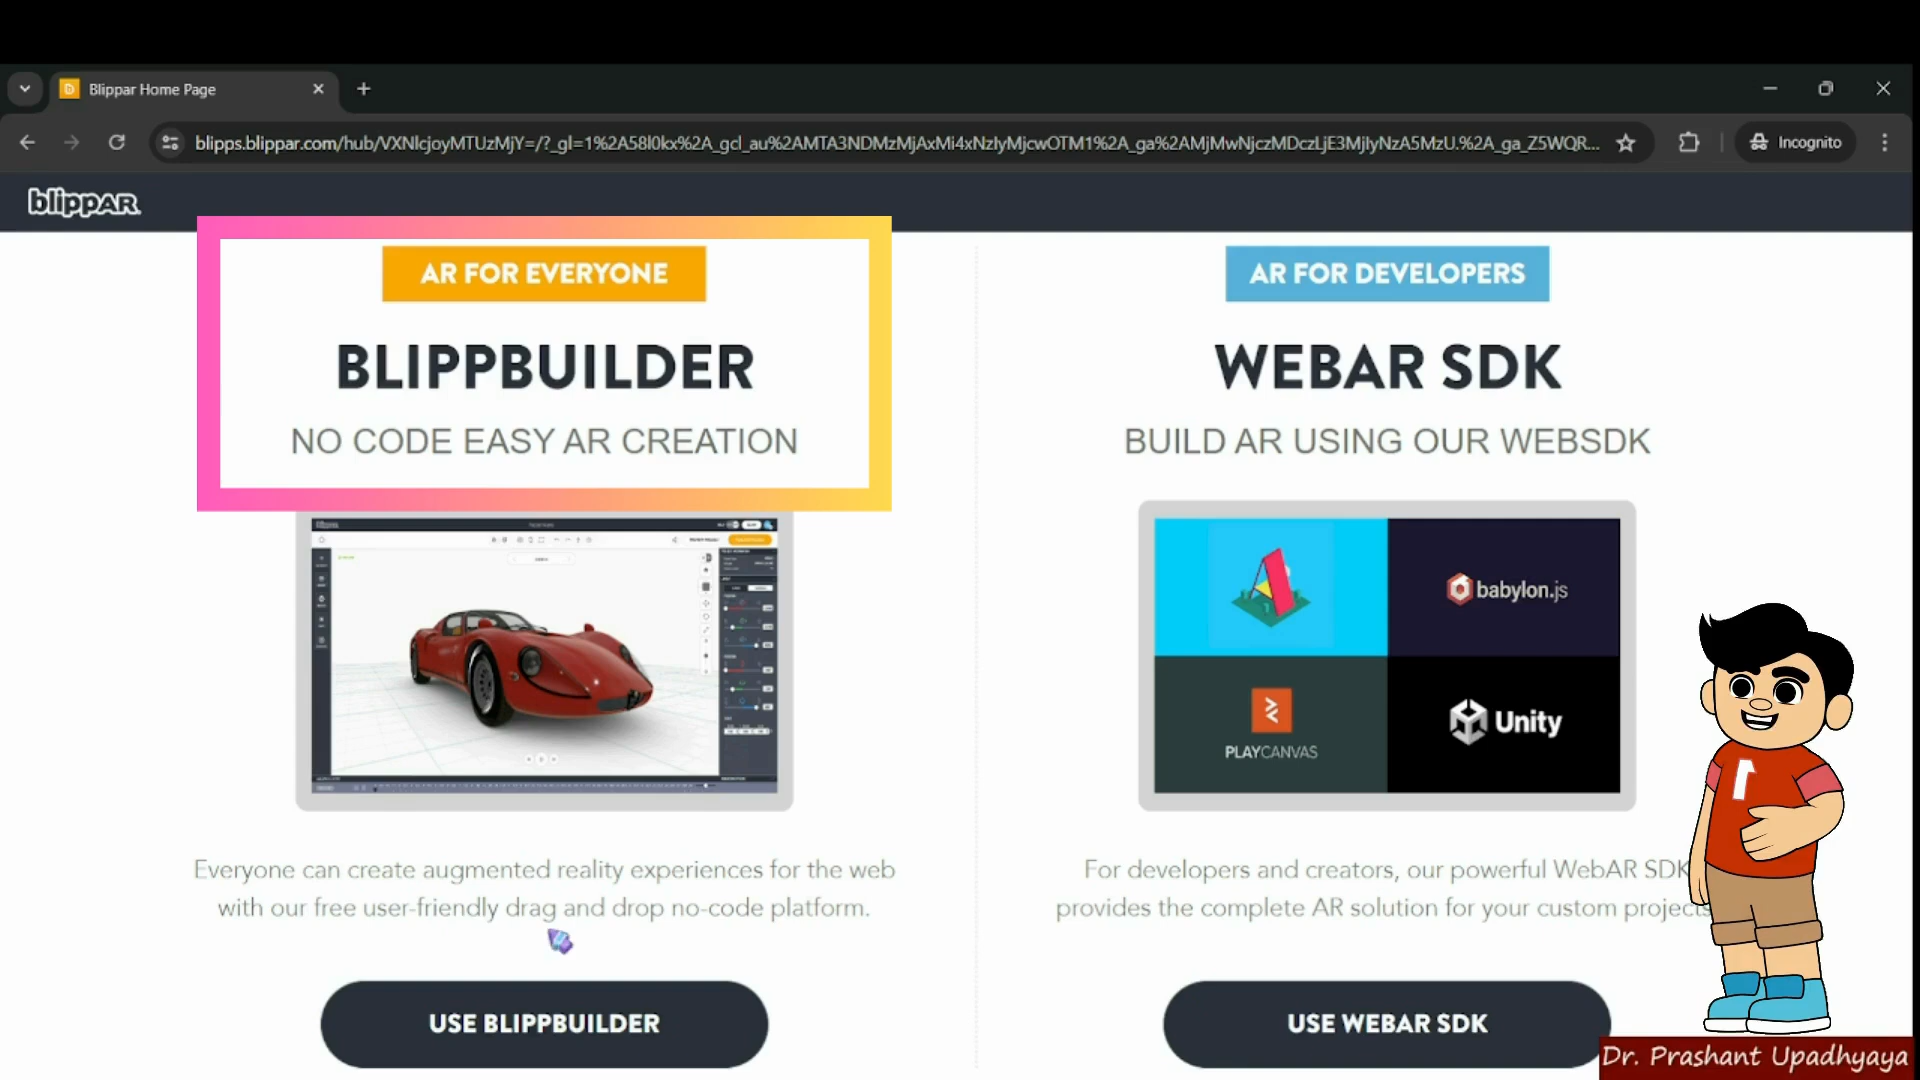 Blippar Home Page
blipps.blippar.com/hub/VXNlcjoyMTUzMjY=/?_gl=1%2A58l0kx%2A_gcl_au%2AMTA3NDMzMjAxMi4xNzIyMjcwOTM1%2A_ga%2AMjMwNjczMDczLjE3MjIyNzA5MzU.%2A_ga_Z5WQR...
Incognito
blippAR
AR FOR EVERYONE
BLIPPBUILDER
NO CODE EASY AR CREATION
Everyone can create augmented reality experiences for the web
with our free user-friendly drag and drop no-code platform.
USE BLIPPBUILDER
AR FOR DEVELOPERS
WEBAR SDK
BUILD AR USING OUR WEBSDK
babylon.js
PLAYCANVAS
Unity
For developers and creators, our powerful WebAR SDK
provides the complete AR solution for your custom projects
USE WEBAR SDK
1
Dr. Prashant Upadhyaya